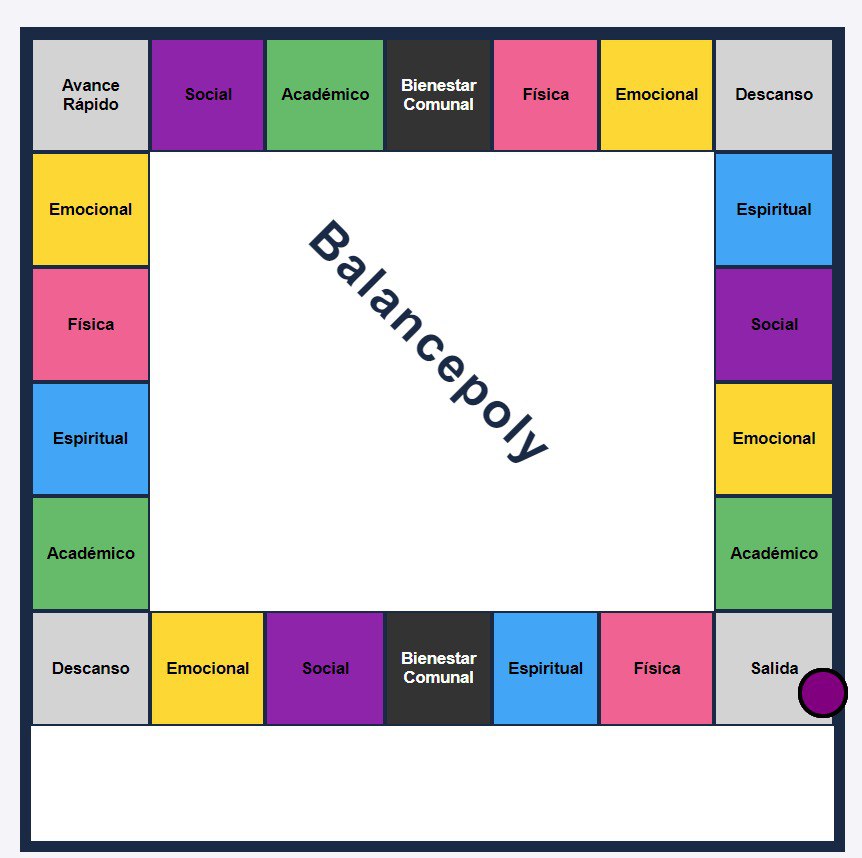 Avance
Rápido
Social
Académico
Bienestar
Comunal
Física
Emocional
Descanso
Emocional
Espiritual
Balancepoly
Física
Social
Espiritual
Emocional
Académico
Académico
Descanso
Emocional
Social
Bienestar
Comunal
Espiritual
Física
Salida